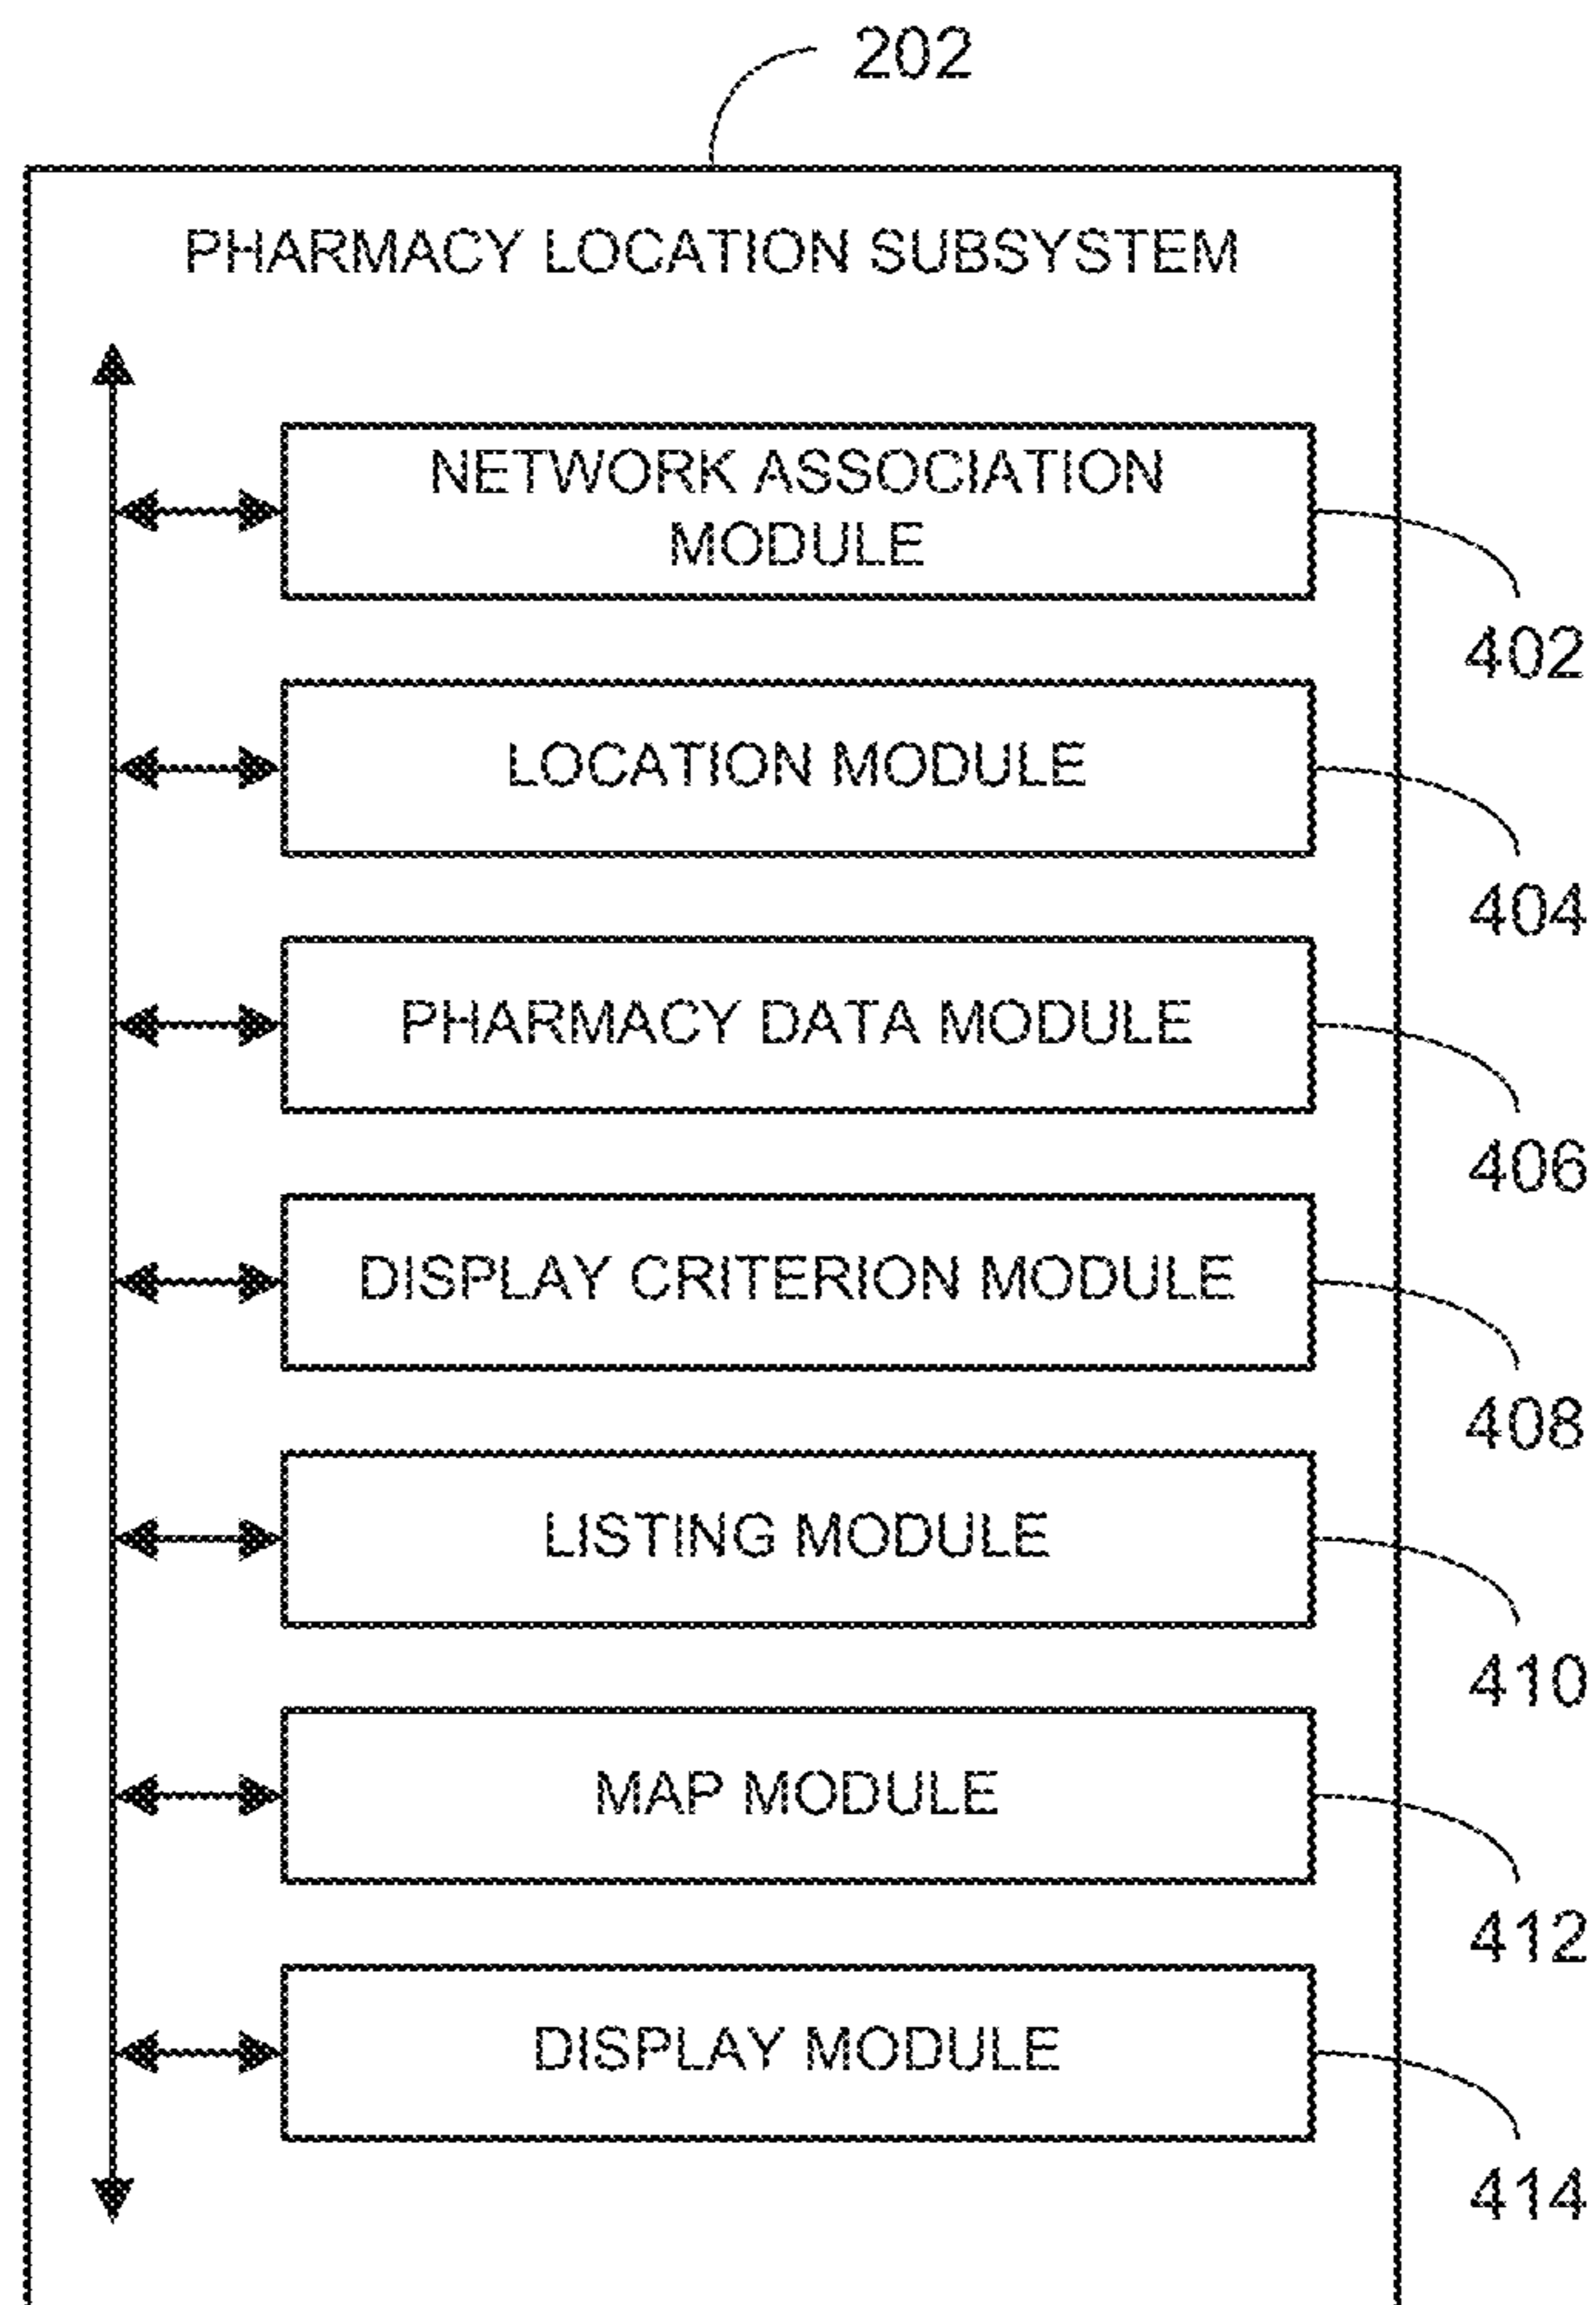 202
PHARMACY LOCATION SUBSYSTEM
NETWORK ASSOCIATION
MODULE
402
LOCATION MODULE
404
PHARMACY DATA MODULE
406
DISPLAY CRITERION MODULE
408
LISTING MODULE
410
MAP MODULE
412
DISPLAY MODULE
414